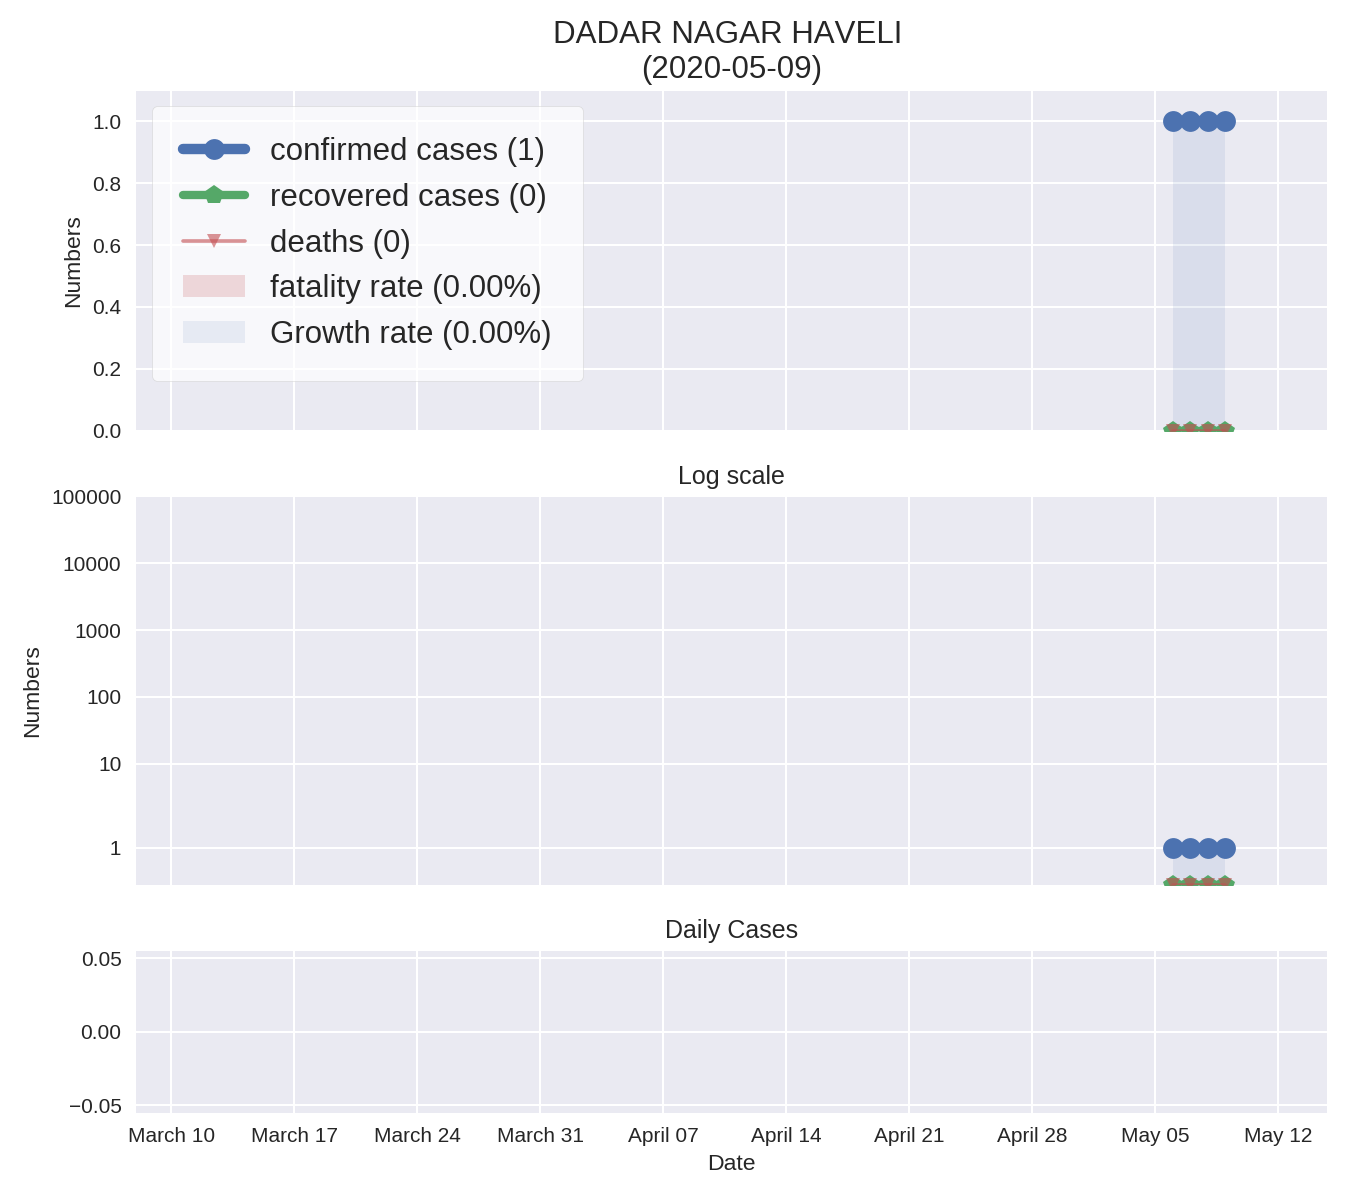 DADAR NAGAR HAVELI
(2020-05-09)
1.0
0.8
0.6
0.4
0.2
0.0
Numbers
confirmed cases (1)
recovered cases (0)
deaths (0)
fatality rate (0.00%)
Growth rate (0.00%)
Log scale
100000
10000
1000
100
10
1
Numbers
Daily Cases
0.05
0.00
−0.05
March 10 March 17 March 24 March 31 April 07 April 14 April 21 April 28 May 05 May 12
Date